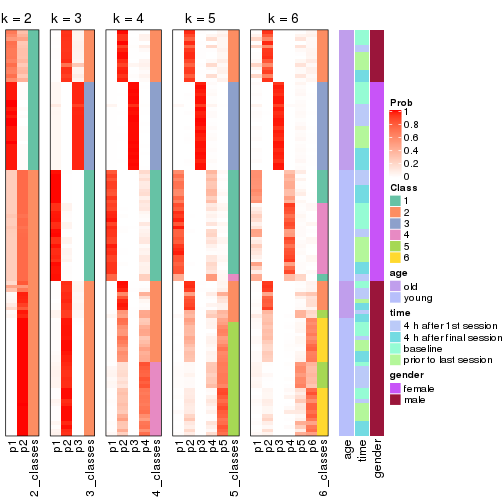 k = 2
k = 3
k = 4
k = 5
k = 6
p1
p2
2_classes
p1
p2
p3
3_classes
p1
p2
p3
p4
4_classes
p1
p2
p3
p4
p5
5_classes
p1
p2
p3
p4
p5
p6
6_classes
age
time
gender
Prob
1
0.8
0.6
0.4
0.2
0
Class
1
2
3
4
5
6
age
old
young
time
4 h after 1st session
4 h after final session
baseline
prior to last session
gender
female
male